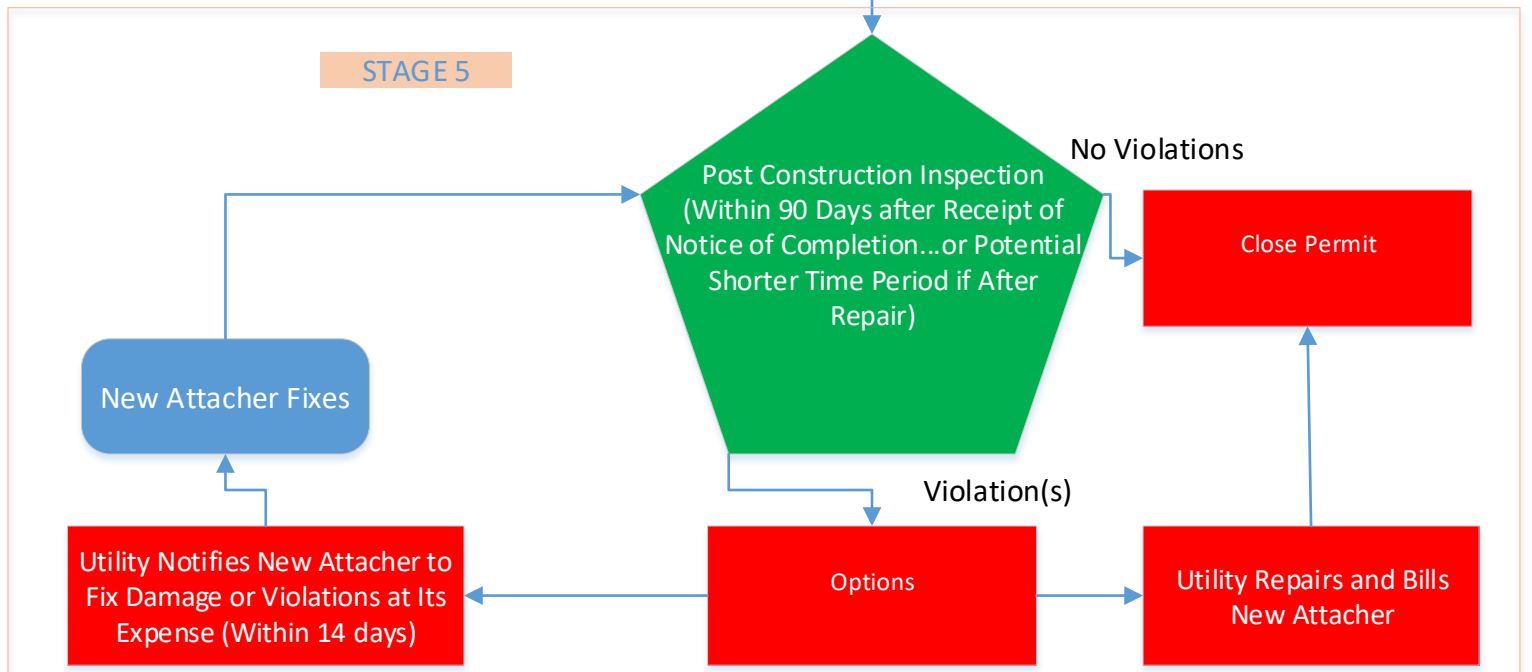 STAGE 5
Post Construction Inspection
(Within 90 Days after Receipt of
Notice of Completion...or Potential
Shorter Time Period if After
Repair)
No Violations
Close Permit
New Attacher Fixes
Violation(s)
Utility Notifies New Attacher to
Fix Damage or Violations at Its
Expense (Within 14 days)
Options
Utility Repairs and Bills
New Attacher